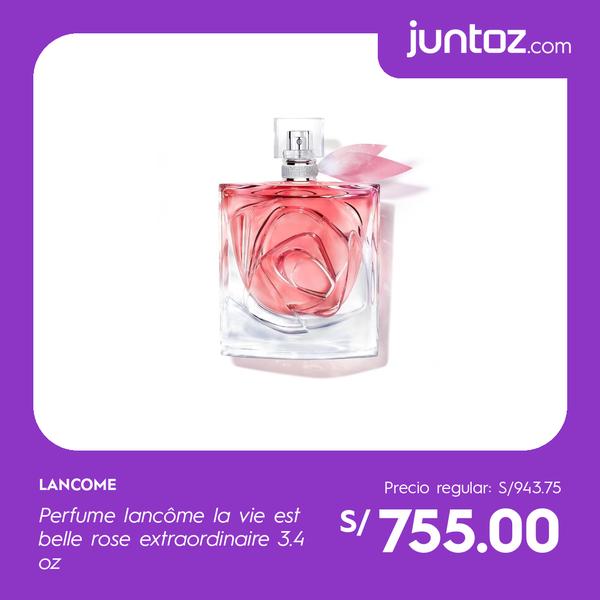 juntoz.com
LANCOME
Perfume lancôme la vie est
belle rose extraordinaire 3.4
oz
Precio regular: S/943.75
S/755.00